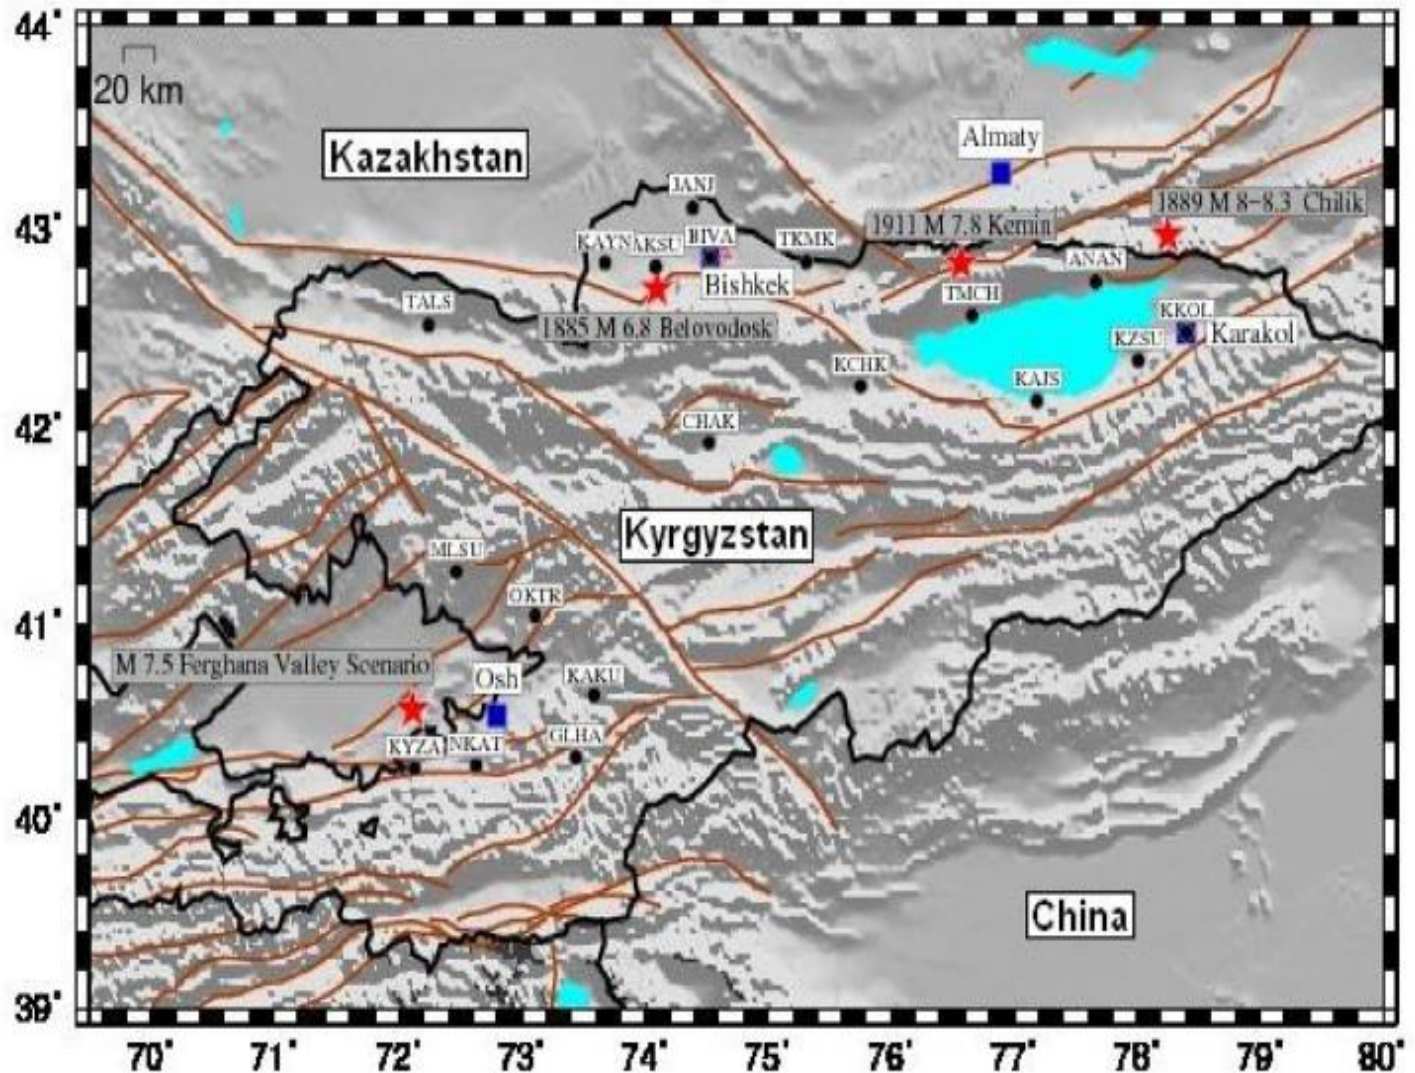 44°
20 km
Kazakhstan
Almaty
JANJ
43°
1889 M 8-8.3 Chilik
1911 M 7.8 Kemin
KAYN
AKSU
BIVA
TKMK
ANAN
Bishkek
TALS
TMCH
1885 M 6.8 Belovodosk
KKOL
Karakol
KZSU
KCHK
KAJS
42°
CHAK
Kyrgyzstan
MLSU
OKTR
41°
M 7.5 Ferghana Valley Scenario
Osh
KAKU
KYZA
NKAT
GLHA
40°
China
39°
70° 71° 72° 73° 74° 75° 76° 77° 78° 79° 80°